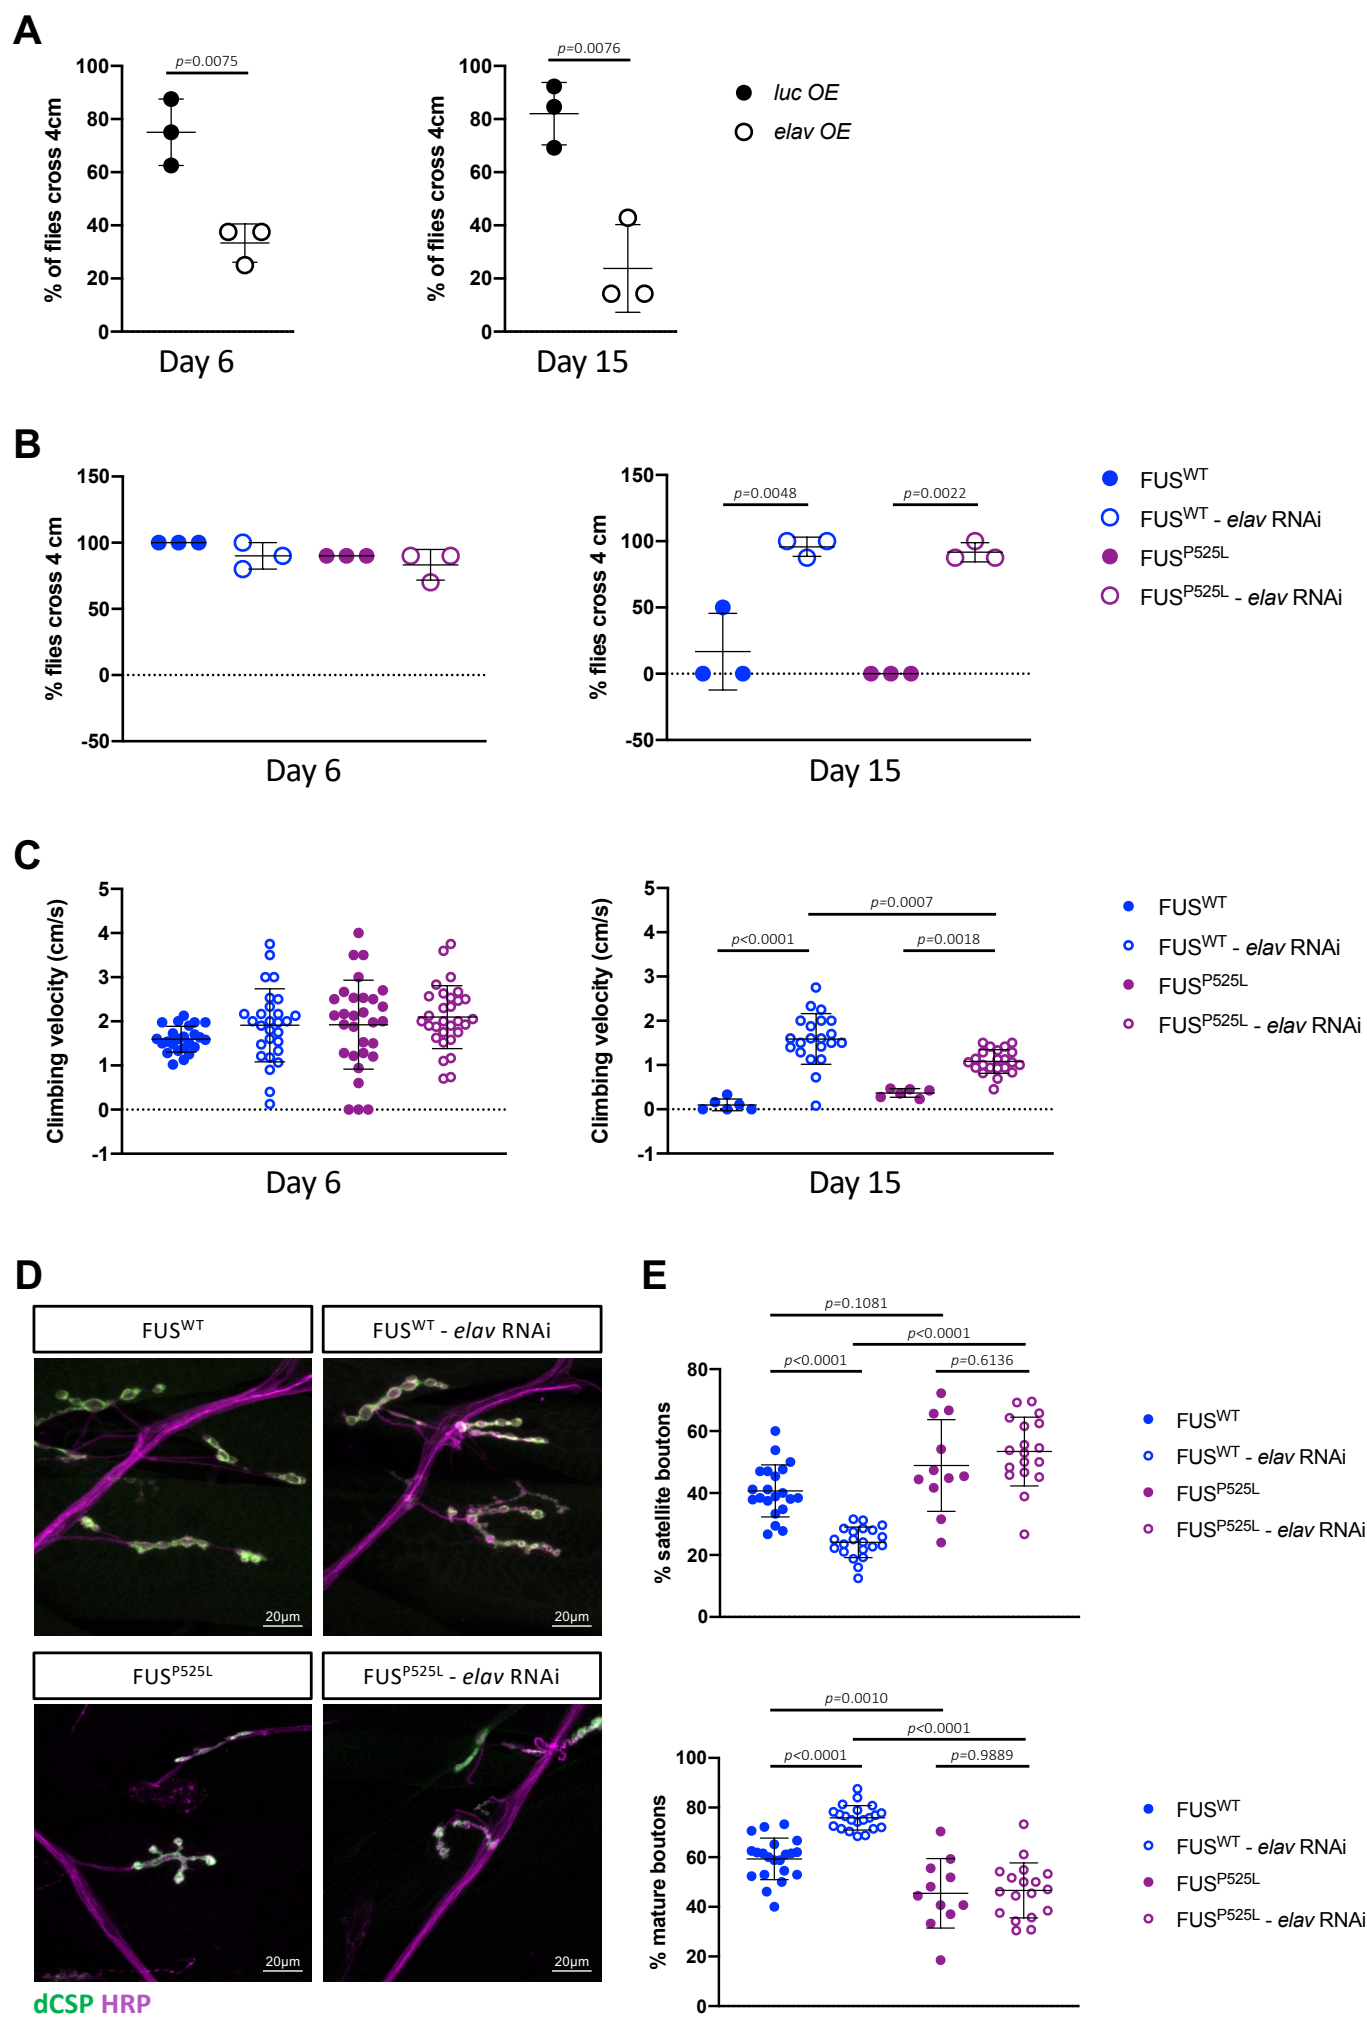 A
p=0.0075
p=0.0076
100
80
60
40
20
0
% of flies cross 4cm
Day 6
100
80
60
40
20
0
% of flies cross 4cm
Day 15
luc OE
elav OE
B
150
100
50
0
-50
% flies cross 4 cm
Day 6
p=0.0048
p=0.0022
150
100
50
0
-50
% flies cross 4 cm
Day 15
FUSWT
FUSWT - elav RNAi
FUSP525L
FUSP525L - elav RNAi
C
5
4
3
2
1
0
-1
Climbing velocity (cm/s)
Day 6
p=0.0007
p<0.0001
p=0.0018
5
4
3
2
1
0
-1
Climbing velocity (cm/s)
Day 15
FUSWT
FUSWT - elav RNAi
FUSP525L
FUSP525L - elav RNAi
D
FUSWT
FUSWT - elav RNAi
20µm
20µm
FUSP525L
FUSP525L - elav RNAi
20µm
20µm
dCSP HRP
E
p=0.1081
p<0.0001
p<0.0001
p=0.6136
80
60
40
20
0
% satellite boutons
FUSWT
FUSWT - elav RNAi
FUSP525L
FUSP525L - elav RNAi
p=0.0010
p<0.0001
p<0.0001
p=0.9889
100
80
60
40
20
0
% mature boutons
FUSWT
FUSWT - elav RNAi
FUSP525L
FUSP525L - elav RNAi